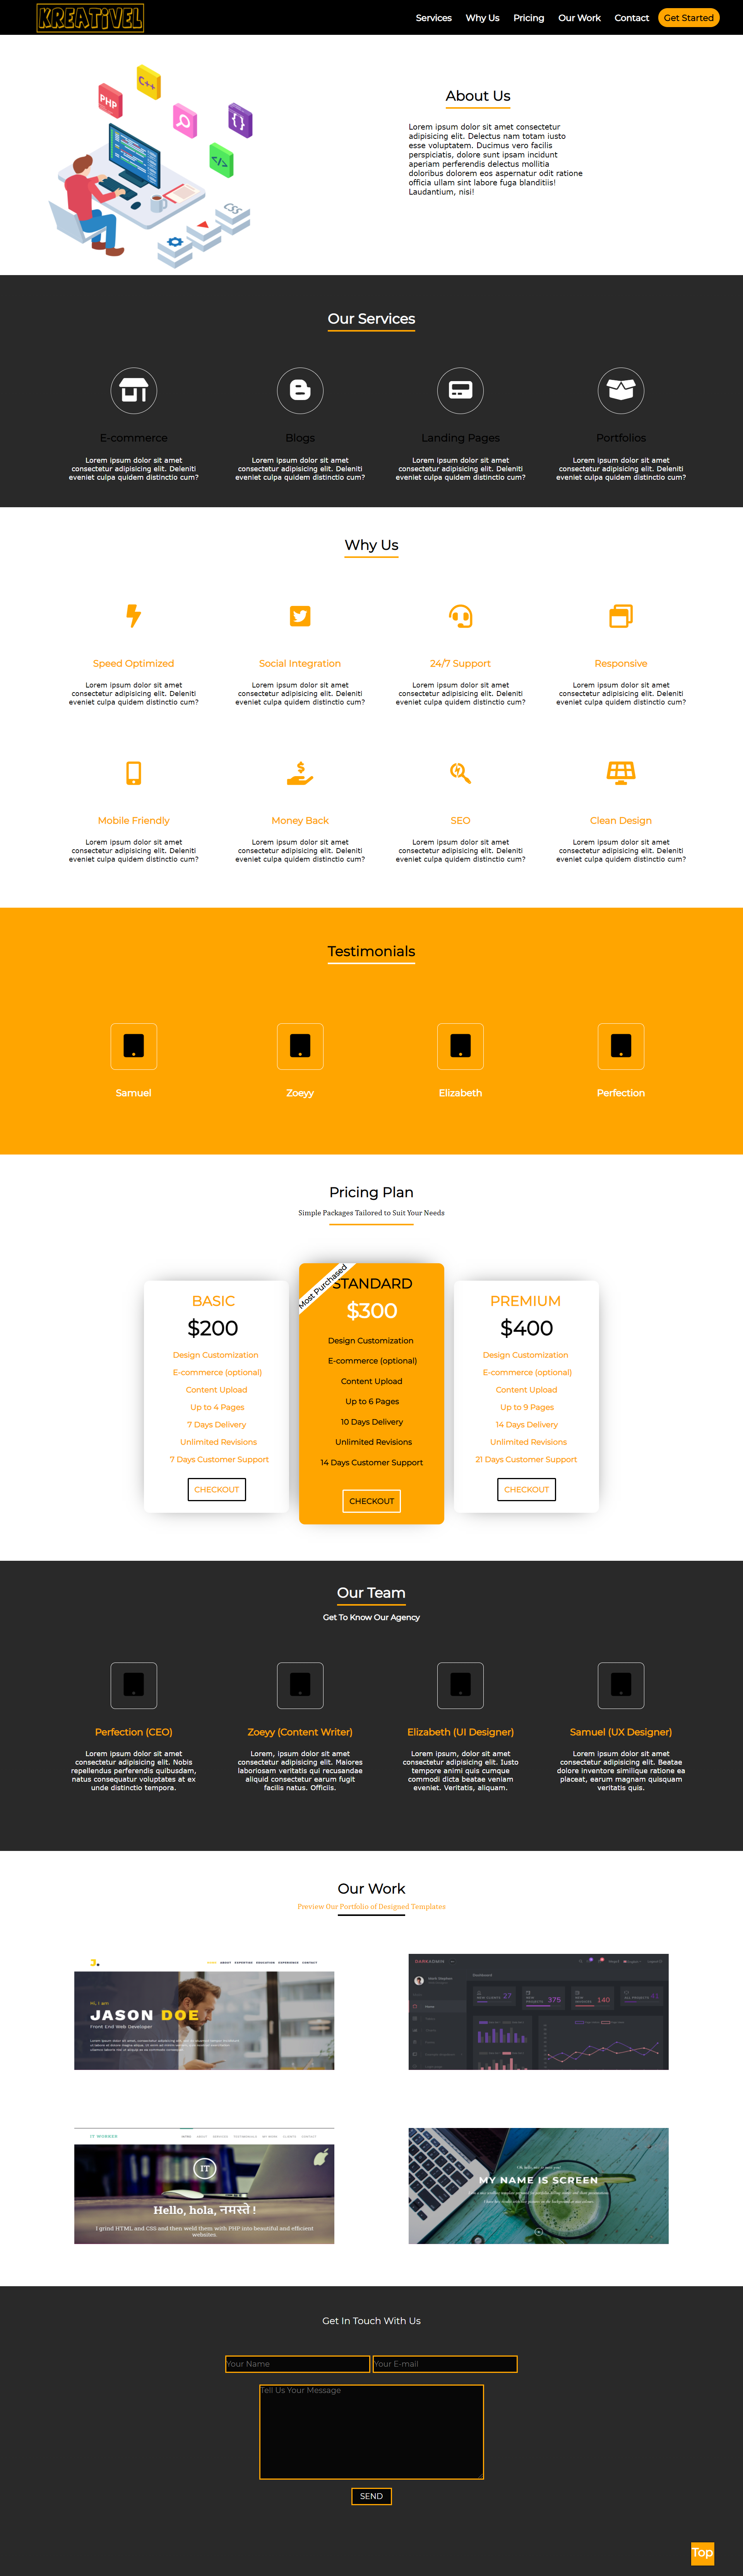 KREATiVEL
Services
Why Us
Pricing
Our Work
Contact
Get Started
PHP
C++
{ }
</>
CSS
About Us
Lorem ipsum dolor sit amet consectetur
adipisicing elit. Delectus nam totam iusto
esse voluptatem. Ducimus vero facilis
perspiciatis, dolore sunt ipsam incidunt
aperiam perferendis delectus mollitia
doloribus dolorem eos aspernatur odit ratione
officia ullam sint labore fuga blanditiis!
Laudantium, nisi!
Our Services
E-commerce
Lorem ipsum dolor sit amet
consectetur adipisicing elit. Deleniti
eveniet culpa quidem distinctio cum?
Blogs
Lorem ipsum dolor sit amet
consectetur adipisicing elit. Deleniti
eveniet culpa quidem distinctio cum?
Landing Pages
Lorem ipsum dolor sit amet
consectetur adipisicing elit. Deleniti
eveniet culpa quidem distinctio cum?
Portfolios
Lorem ipsum dolor sit amet
consectetur adipisicing elit. Deleniti
eveniet culpa quidem distinctio cum?
Why Us
Speed Optimized
Lorem ipsum dolor sit amet
consectetur adipisicing elit. Deleniti
eveniet culpa quidem distinctio cum?
Social Integration
Lorem ipsum dolor sit amet
consectetur adipisicing elit. Deleniti
eveniet culpa quidem distinctio cum?
24/7 Support
Lorem ipsum dolor sit amet
consectetur adipisicing elit. Deleniti
eveniet culpa quidem distinctio cum?
Responsive
Lorem ipsum dolor sit amet
consectetur adipisicing elit. Deleniti
eveniet culpa quidem distinctio cum?
Mobile Friendly
Lorem ipsum dolor sit amet
consectetur adipisicing elit. Deleniti
eveniet culpa quidem distinctio cum?
Money Back
Lorem ipsum dolor sit amet
consectetur adipisicing elit. Deleniti
eveniet culpa quidem distinctio cum?
SEO
Lorem ipsum dolor sit amet
consectetur adipisicing elit. Deleniti
eveniet culpa quidem distinctio cum?
Clean Design
Lorem ipsum dolor sit amet
consectetur adipisicing elit. Deleniti
eveniet culpa quidem distinctio cum?
Testimonials
Samuel
Zoeyy
Elizabeth
Perfection
Pricing Plan
Simple Packages Tailored to Suit Your Needs
BASIC
$200
Design Customization
E-commerce (optional)
Content Upload
Up to 4 Pages
7 Days Delivery
Unlimited Revisions
7 Days Customer Support
CHECKOUT
Most Purchased
STANDARD
$300
Design Customization
E-commerce (optional)
Content Upload
Up to 6 Pages
10 Days Delivery
Unlimited Revisions
14 Days Customer Support
CHECKOUT
PREMIUM
$400
Design Customization
E-commerce (optional)
Content Upload
Up to 9 Pages
14 Days Delivery
Unlimited Revisions
21 Days Customer Support
CHECKOUT
Our Team
Get To Know Our Agency
Perfection (CEO)
Lorem ipsum dolor sit amet
consectetur adipisicing elit. Nobis
repellendus perferendis quibusdam,
natus consequatur voluptates at ex
unde distinctio tempora.
Zoeyy (Content Writer)
Lorem, ipsum dolor sit amet
consectetur adipisicing elit. Maiores
laboriosam veritatis qui recusandae
aliquid consectetur earum fugit
facilis natus. Officiis.
Elizabeth (UI Designer)
Lorem ipsum, dolor sit amet
consectetur adipisicing elit. Iusto
tempore animi quis cumque
commodi dicta beatae veniam
eveniet. Veritatis, aliquam.
Samuel (UX Designer)
Lorem ipsum dolor sit amet
consectetur adipisicing elit. Beatae
dolore inventore similique ratione ea
placeat, earum magnam quisquam
veritatis quis.
Our Work
Preview Our Portfolio of Designed Templates
J.
ABOUT EXPERTISE EDUCATION EXPERIENCE CONTACT
Hi, I am
JASON DOE
Front End Web Developer
DARKADMIN
Dashboard
27
375
140
41
IT WORKER
INTRO ABOUT SERVICES TESTIMONIALS MY WORK CLIENTS CONTACT
IT
Hello, hola, नमस्ते !
I grind HTML and CSS and then weld them with PHP into beautiful and efficient
websites.
MY NAME IS SCREEN
Get In Touch With Us
Your Name
Your E-mail
Tell Us Your Message
SEND
Top